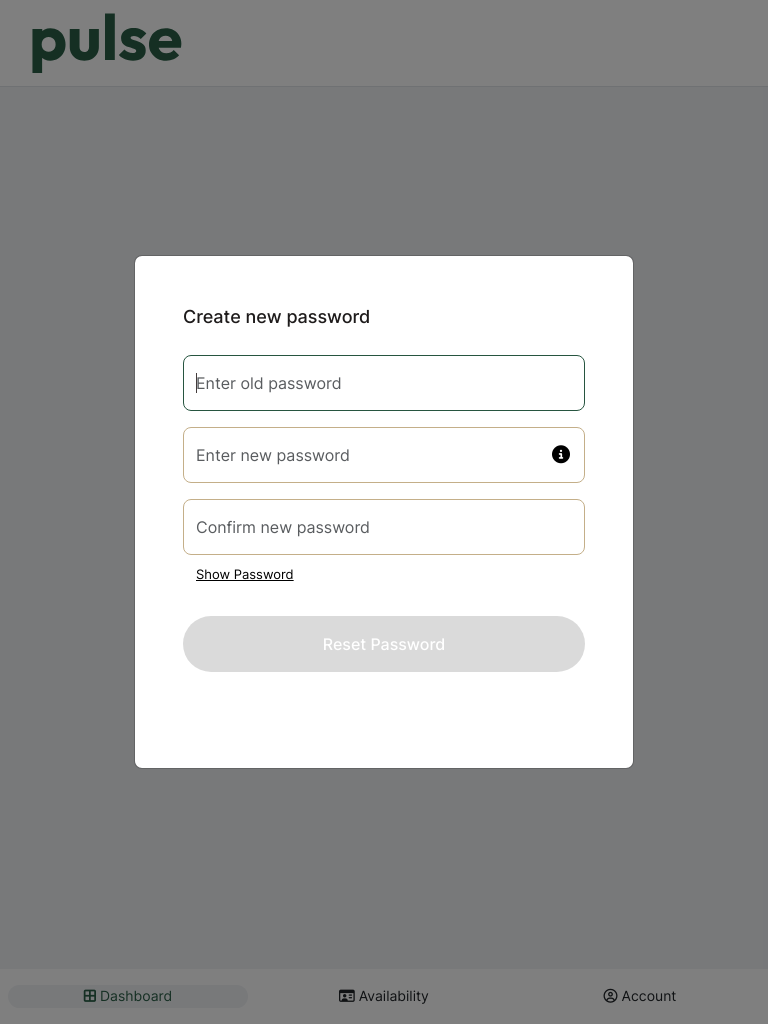 pulse
Create new password
Enter old password
Enter new password
Confirm new password
Show Password
Reset Password
Dashboard
Availability
Account